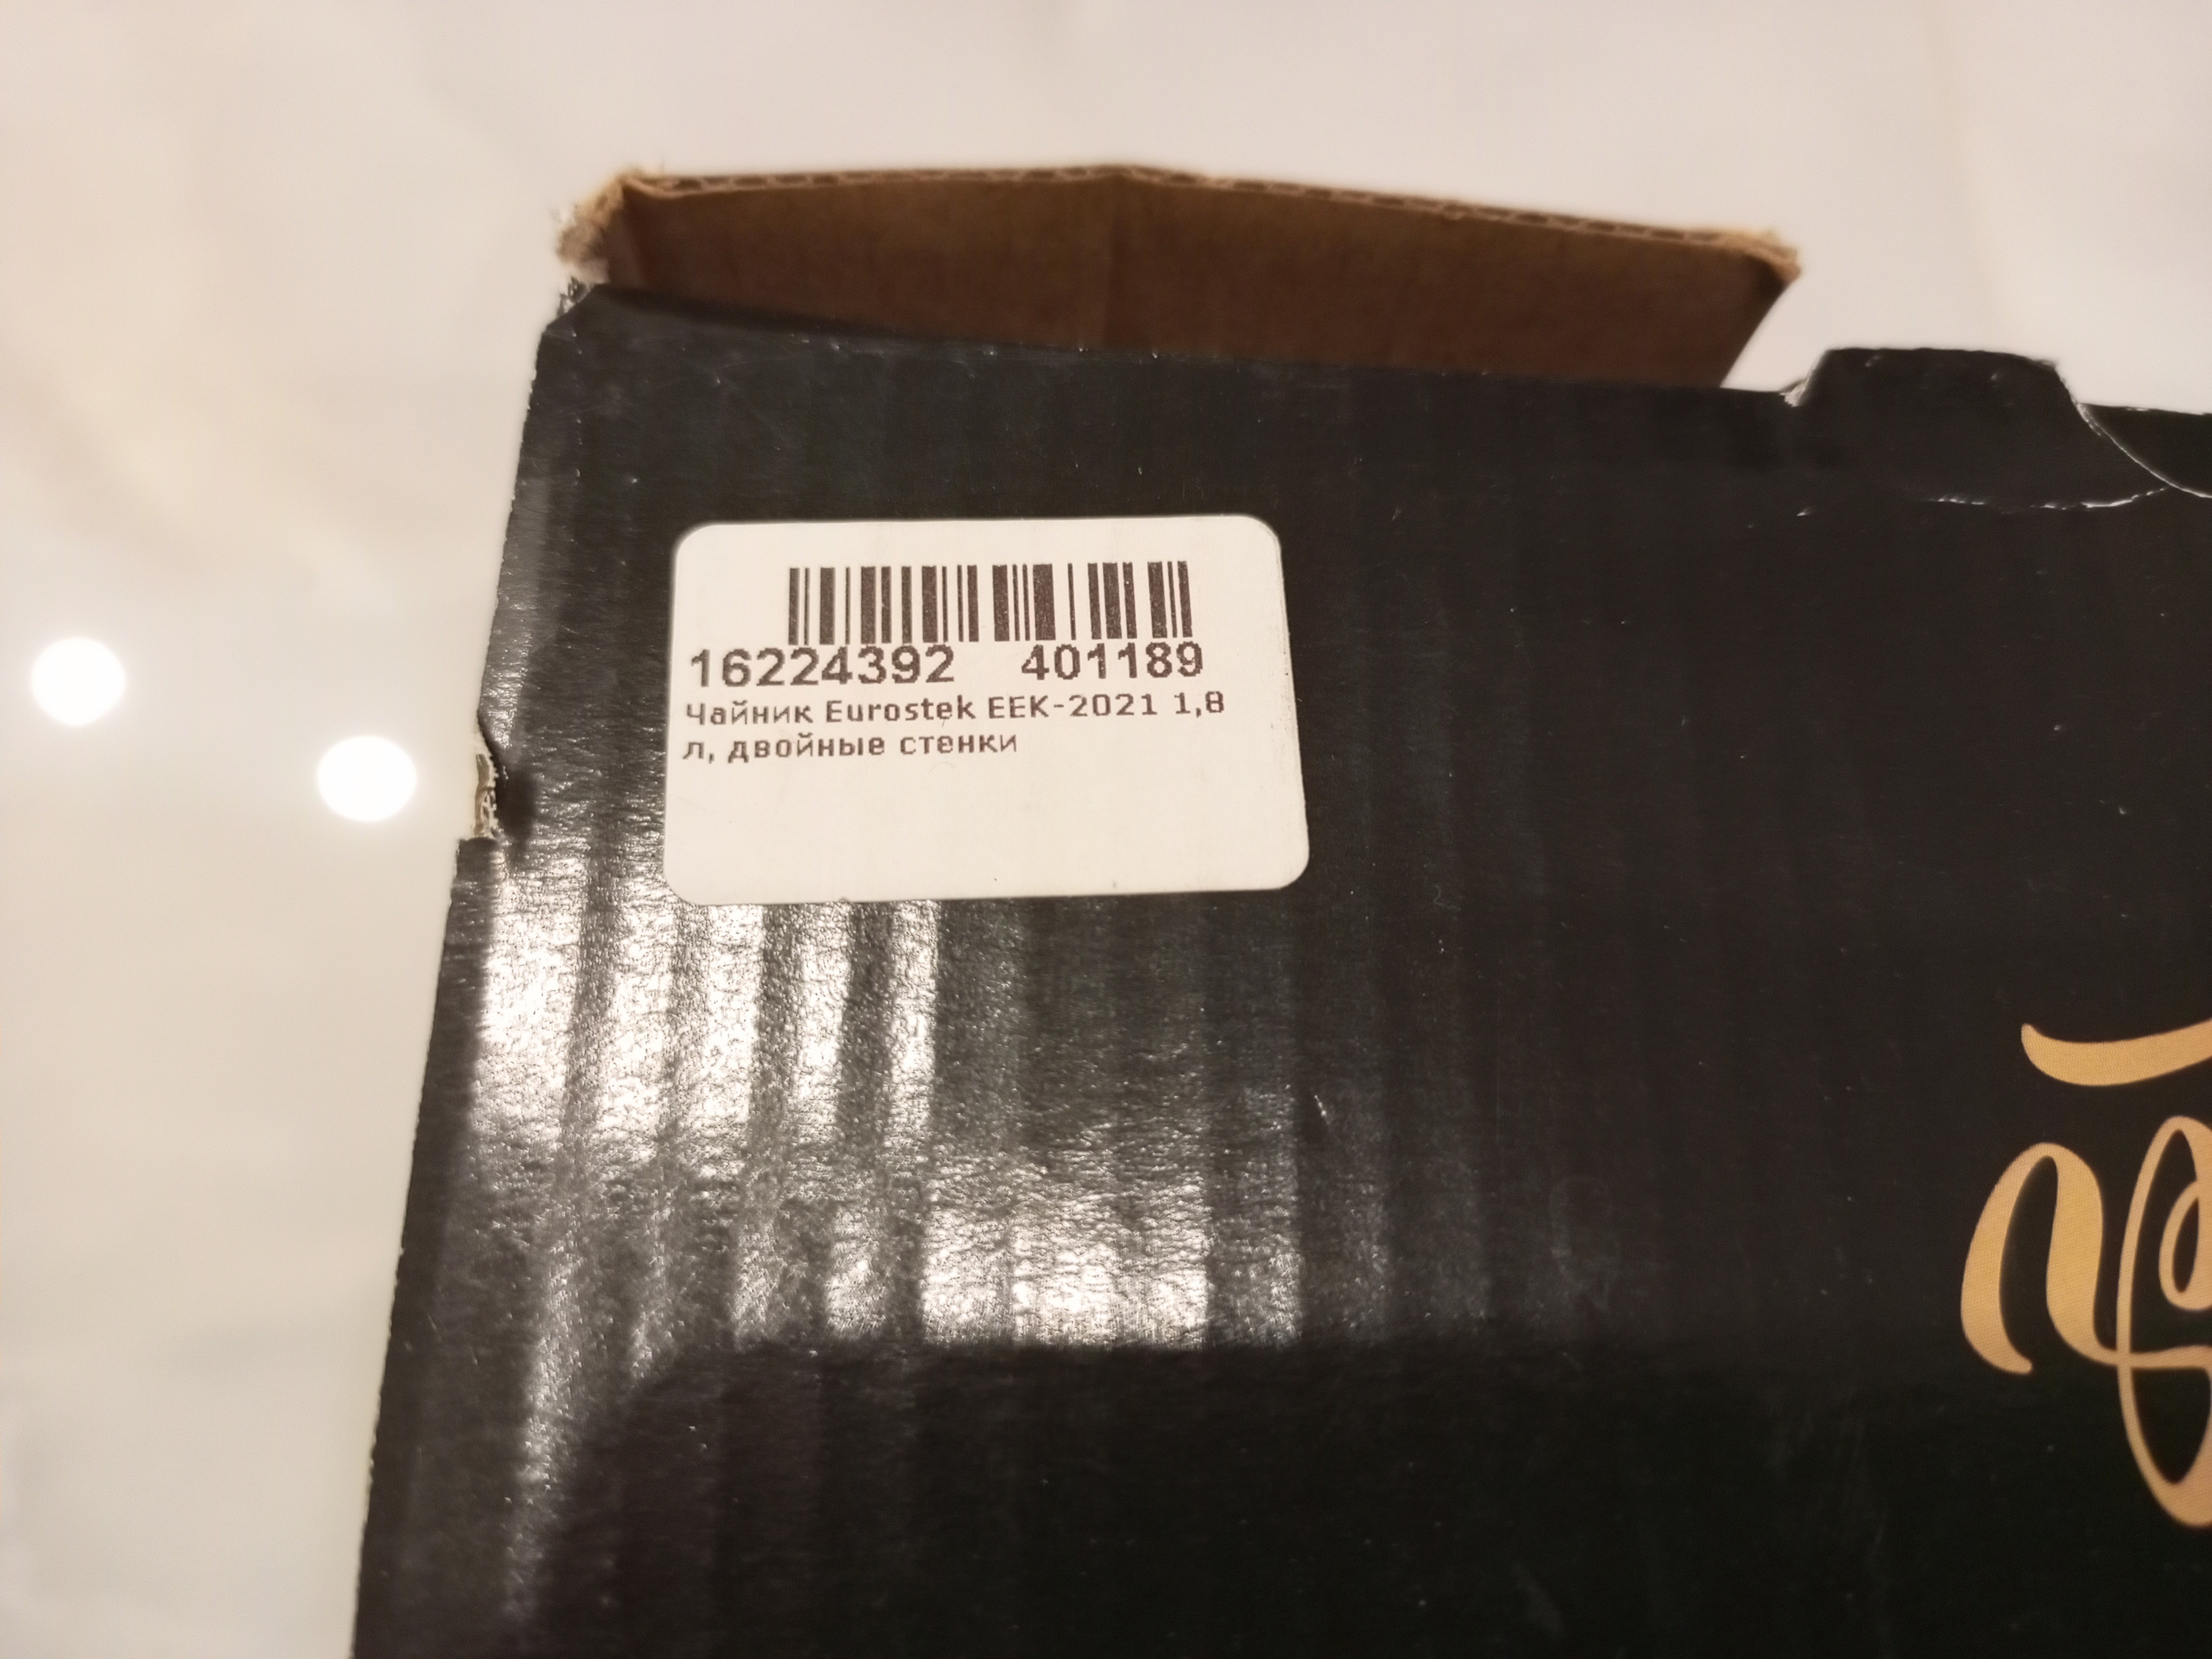 16224392 401189
Чайник Eurostek EEK-2021 1,8
л, двойные стенки